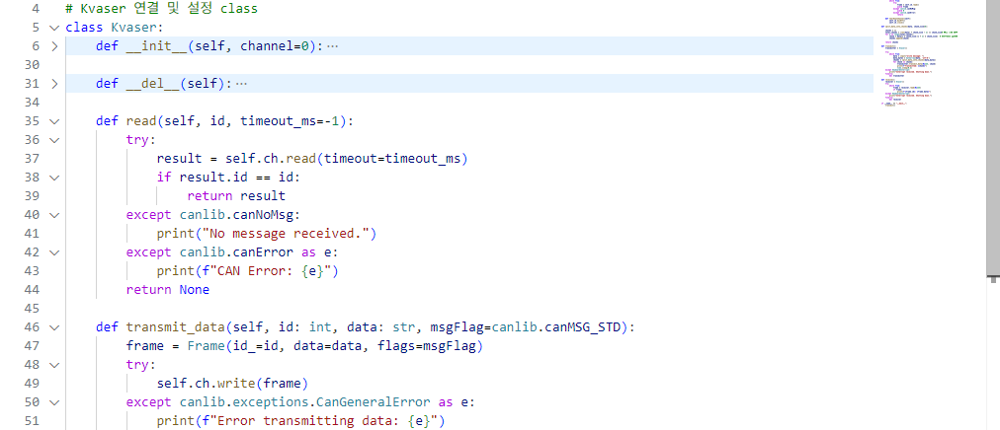 4 # Kvaser 연결 및 설정 class
5 class Kvaser:
6 def __init__(self, channel=0): ⋯
30
31 def __del__(self): ⋯
34
35 def read(self, id, timeout_ms=-1):
36 try:
37 result = self.ch.read(timeout=timeout_ms)
38 if result.id == id:
39 return result
40 except canlib.canNoMsg:
41 print("No message received.")
42 except canlib.canError as e:
43 print(f"CAN Error: {e}")
44 return None
45
46 def transmit_data(self, id: int, data: str, msgFlag=canlib.canMSG_STD):
47 frame = Frame(id_=id, data=data, flags=msgFlag)
48 try:
49 self.ch.write(frame)
50 except canlib.exceptions.CanGeneralError as e:
51 print(f"Error transmitting data: {e}")